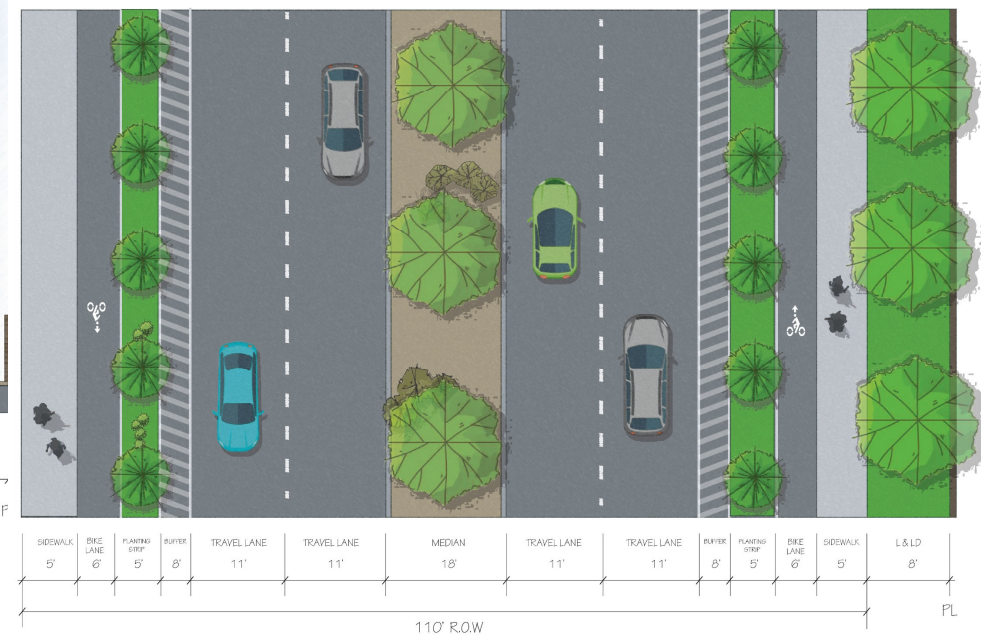 SIDEWALK
5'
BIKE
LANE
6'
PLANTING
STRIP
5'
BUFFER
8'
TRAVEL LANE
11'
TRAVEL LANE
11'
MEDIAN
18'
TRAVEL LANE
11'
TRAVEL LANE
11'
BUFFER
8'
PLANTING
STRIP
5'
BIKE
LANE
6'
SIDEWALK
5'
L & LD
8'
PL
110' R.O.W